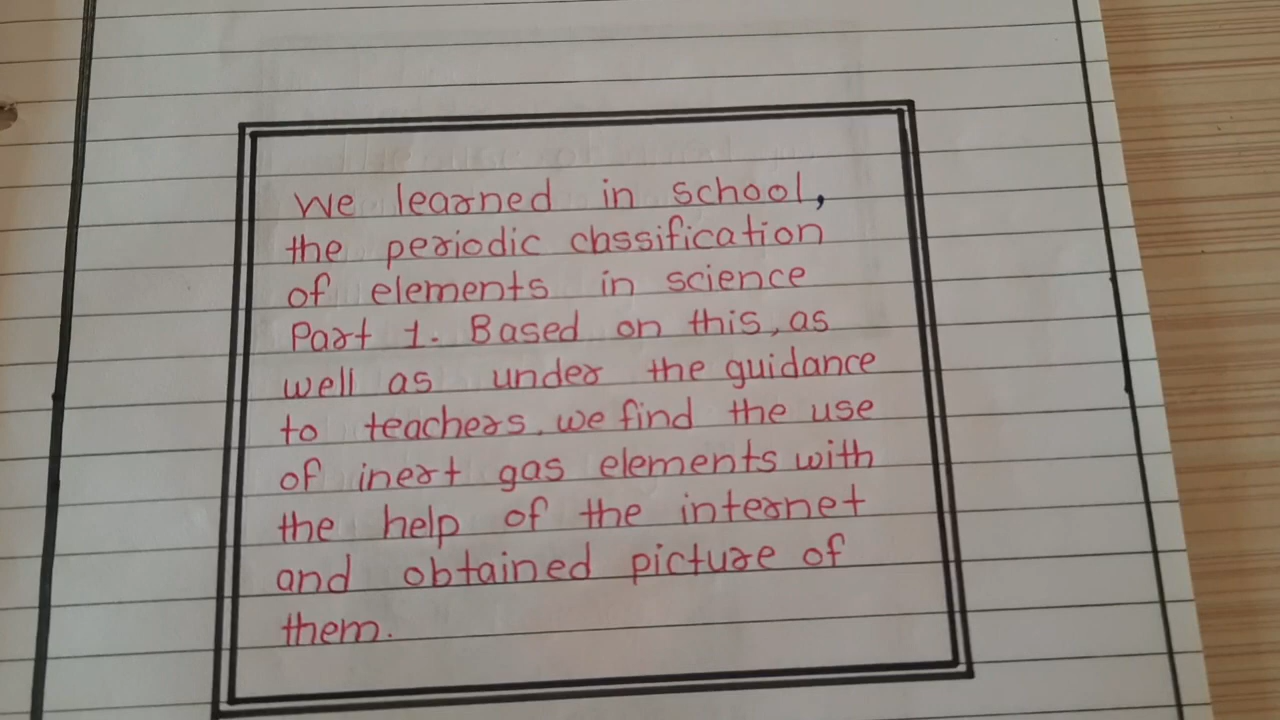 We learned in school,
the periodic classification
of elements in science
Part 1. Based on this, as
well as under the guidance
to teachers, we find the use
of inert gas elements with
the help of the internet
and obtained picture of
them.